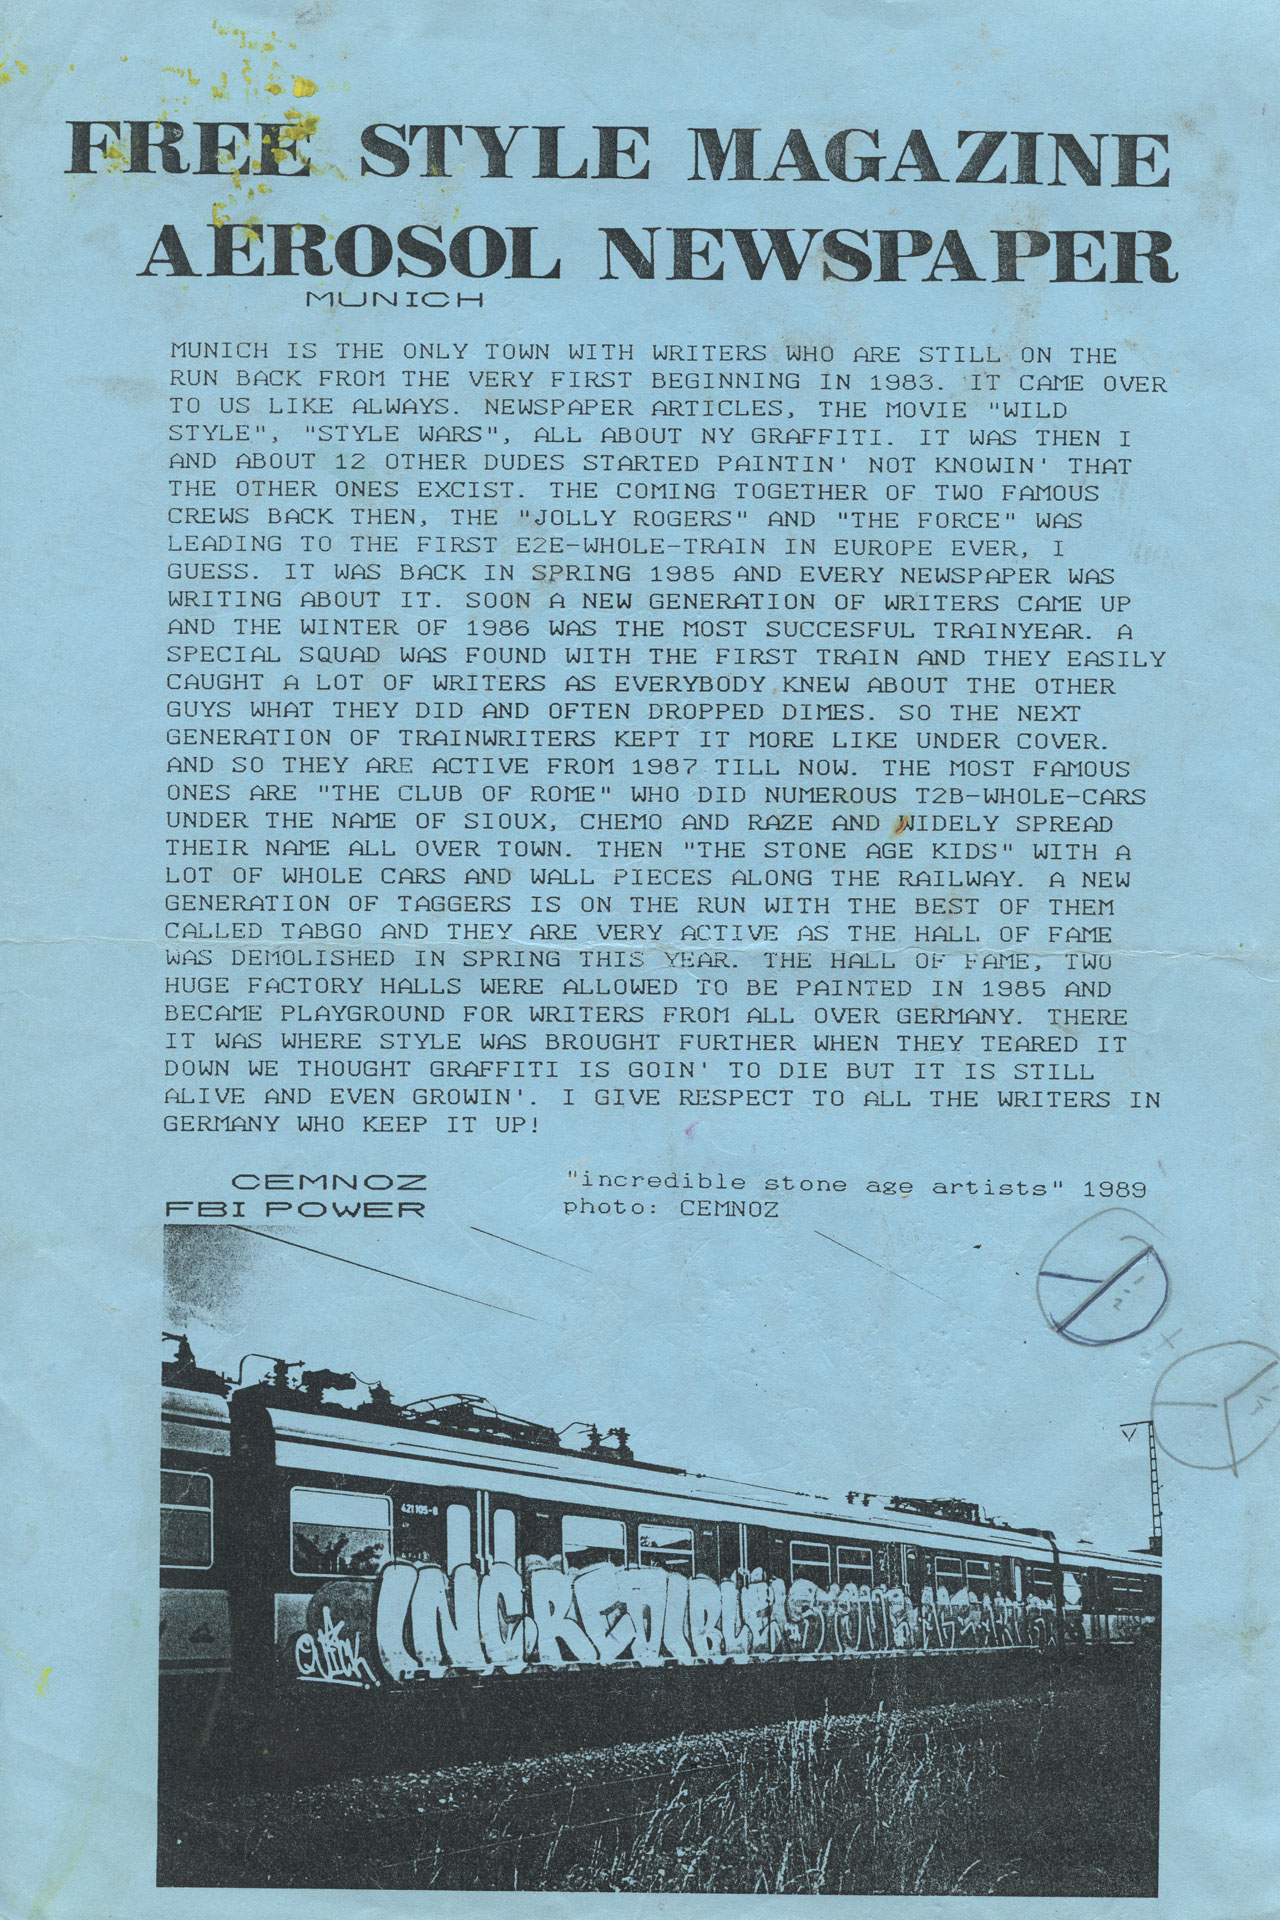 FREE STYLE MAGAZINE
AEROSOL NEWSPAPER
MUNICH
MUNICH IS THE ONLY TOWN WITH WRITERS WHO ARE STILL ON THE
RUN BACK FROM THE VERY FIRST BEGINNING IN 1983. IT CAME OVER
TO US LIKE ALWAYS. NEWSPAPER ARTICLES, THE MOVIE "WILD
STYLE", "STYLE WARS", ALL ABOUT NY GRAFFITI. IT WAS THEN I
AND ABOUT 12 OTHER DUDES STARTED PAINTIN' NOT KNOWIN' THAT
THE OTHER ONES EXCIST. THE COMING TOGETHER OF TWO FAMOUS
CREWS BACK THEN, THE "JOLLY ROGERS" AND "THE FORCE" WAS
LEADING TO THE FIRST E2E-WHOLE-TRAIN IN EUROPE EVER, I
GUESS. IT WAS BACK IN SPRING 1985 AND EVERY NEWSPAPER WAS
WRITING ABOUT IT. SOON A NEW GENERATION OF WRITERS CAME UP
AND THE WINTER OF 1986 WAS THE MOST SUCCESFUL TRAINYEAR. A
SPECIAL SQUAD WAS FOUND WITH THE FIRST TRAIN AND THEY EASILY
CAUGHT A LOT OF WRITERS AS EVERYBODY KNEW ABOUT THE OTHER
GUYS WHAT THEY DID AND OFTEN DROPPED DIMES. SO THE NEXT
GENERATION OF TRAINWRITERS KEPT IT MORE LIKE UNDER COVER.
AND SO THEY ARE ACTIVE FROM 1987 TILL NOW. THE MOST FAMOUS
ONES ARE "THE CLUB OF ROME" WHO DID NUMEROUS T2B-WHOLE-CARS
UNDER THE NAME OF SIOUX, CHEMO AND RAZE AND WIDELY SPREAD
THEIR NAME ALL OVER TOWN. THEN "THE STONE AGE KIDS" WITH A
LOT OF WHOLE CARS AND WALL PIECES ALONG THE RAILWAY. A NEW
GENERATION OF TAGGERS IS ON THE RUN WITH THE BEST OF THEM
CALLED TABGO AND THEY ARE VERY ACTIVE AS THE HALL OF FAME
WAS DEMOLISHED IN SPRING THIS YEAR. THE HALL OF FAME, TWO
HUGE FACTORY HALLS WERE ALLOWED TO BE PAINTED IN 1985 AND
BECAME PLAYGROUND FOR WRITERS FROM ALL OVER GERMANY. THERE
IT WAS WHERE STYLE WAS BROUGHT FURTHER WHEN THEY TEARED IT
DOWN WE THOUGHT GRAFFITI IS GOIN' TO DIE BUT IT IS STILL
ALIVE AND EVEN GROWIN'. I GIVE RESPECT TO ALL THE WRITERS IN
GERMANY WHO KEEP IT UP!
CEMNOZ
FBI POWER
"incredible stone age artists" 1989
photo: CEMNOZ
421 105-8
INCREDIBLE STONE AGE
QUICK